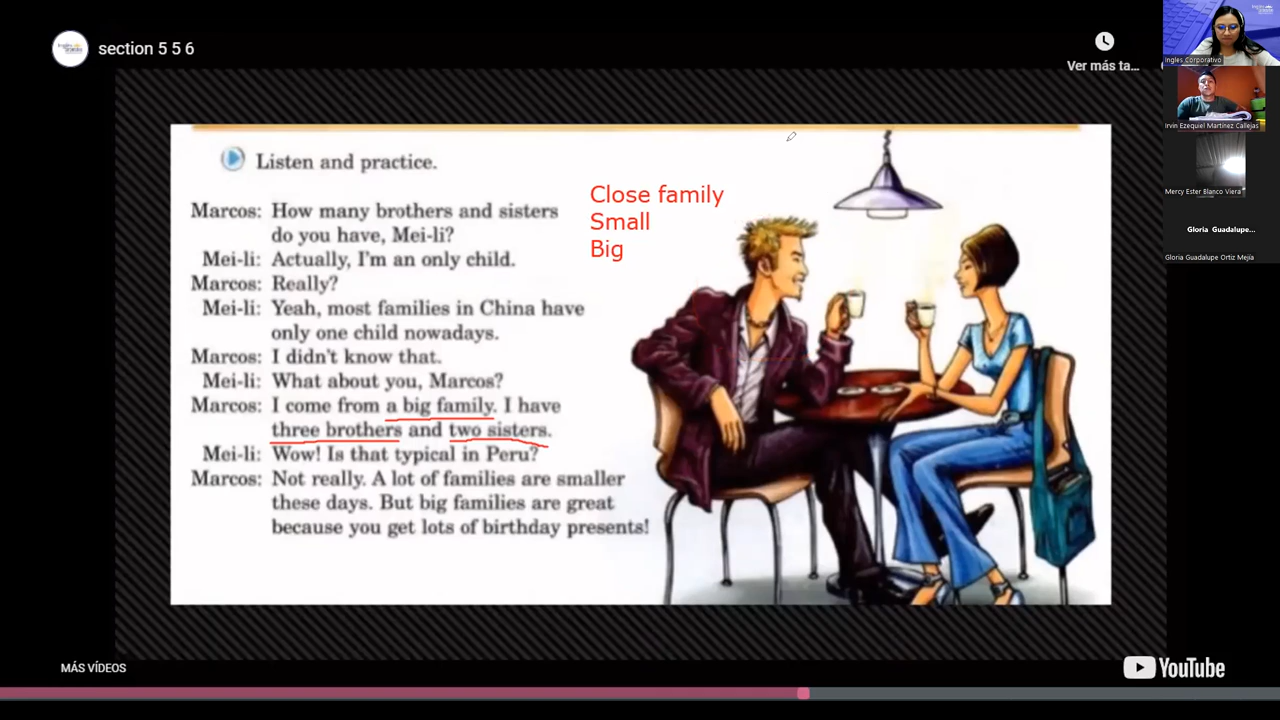 section 5 5 6
Ver más ta...
Listen and practice.
Marcos: How many brothers and sisters
do you have, Mei-li?
Mei-li: Actually, I'm an only child.
Marcos: Really?
Mei-li: Yeah, most families in China have
only one child nowadays.
Marcos: I didn't know that.
Mei-li: What about you, Marcos?
Marcos: I come from a big family. I have
three brothers and two sisters.
Mei-li: Wow! Is that typical in Peru?
Marcos: Not really. A lot of families are smaller
these days. But big families are great
because you get lots of birthday presents!
Close family
Small
Big
Ingles Corporativo
Irvin Ezequiel Martinez Callejas
Mercy Ester Blanco Viera
Gloria Guadalupe...
Gloria Guadalupe Ortiz Mejia
MÁS VÍDEOS
YouTube